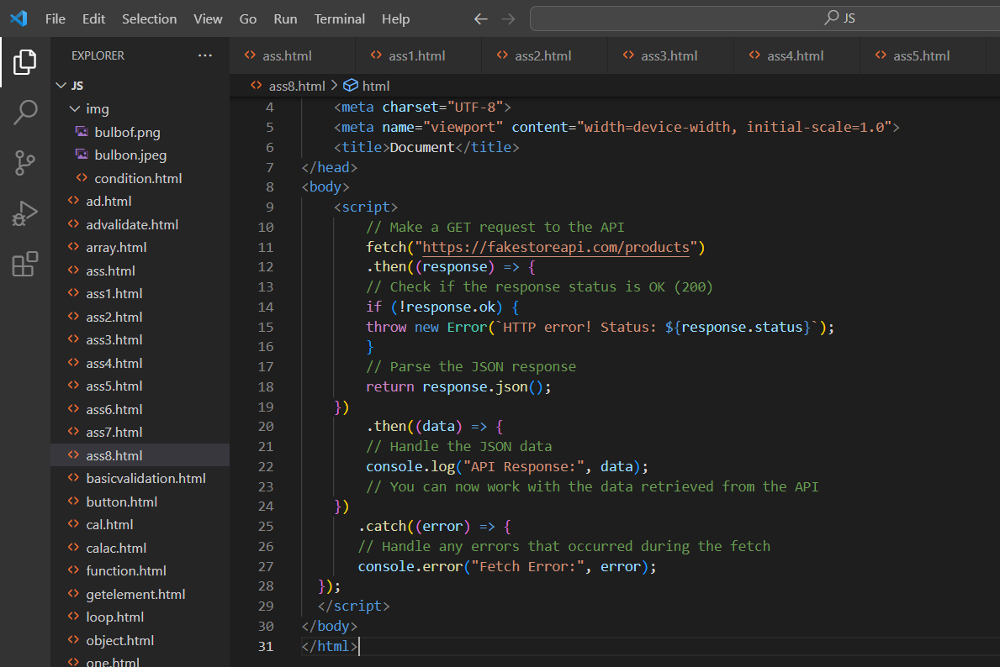 File Edit Selection View Go Run Terminal Help JS
EXPLORER ···
ass.html ass1.html ass2.html ass3.html ass4.html ass5.html
JS
img
bulbof.png
bulbon.jpeg
condition.html
ad.html
advalidate.html
array.html
ass.html
ass1.html
ass2.html
ass3.html
ass4.html
ass5.html
ass6.html
ass7.html
ass8.html
basicvalidation.html
button.html
cal.html
calac.html
function.html
getelement.html
loop.html
object.html
one.html
ass8.html > html
4 <meta charset="UTF-8">
5 <meta name="viewport" content="width=device-width, initial-scale=1.0">
6 <title>Document</title>
7 </head>
8 <body>
9 <script>
10 // Make a GET request to the API
11 fetch("https://fakestoreapi.com/products")
12 .then((response) => {
13 // Check if the response status is OK (200)
14 if (!response.ok) {
15 throw new Error(`HTTP error! Status: ${response.status}`);
16 }
17 // Parse the JSON response
18 return response.json();
19 })
20 .then((data) => {
21 // Handle the JSON data
22 console.log("API Response:", data);
23 // You can now work with the data retrieved from the API
24 })
25 .catch((error) => {
26 // Handle any errors that occurred during the fetch
27 console.error("Fetch Error:", error);
28 });
29 </script>
30 </body>
31 </html>